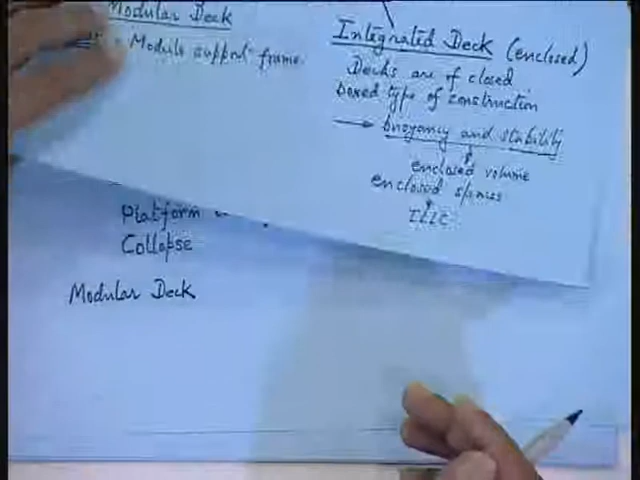 Modular Deck
Module support frame.
Integrated Deck (enclosed)
Decks are of closed
boxed type of construction
→ buoyancy and stability
enclosed volume
enclosed spaces
ILLC
Platform
Collapse
Modular Deck